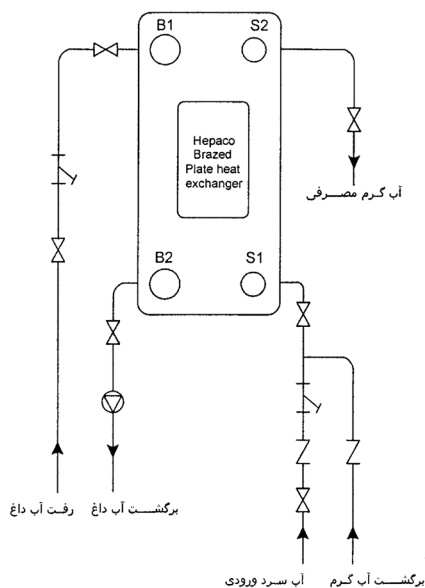 B1
S2
Hepaco
Brazed
Plate heat
exchanger
آب گرم مصرفی
B2
S1
رفت آب داغ
برگشت آب داغ
آب سرد ورودی
برگشت آب گرم